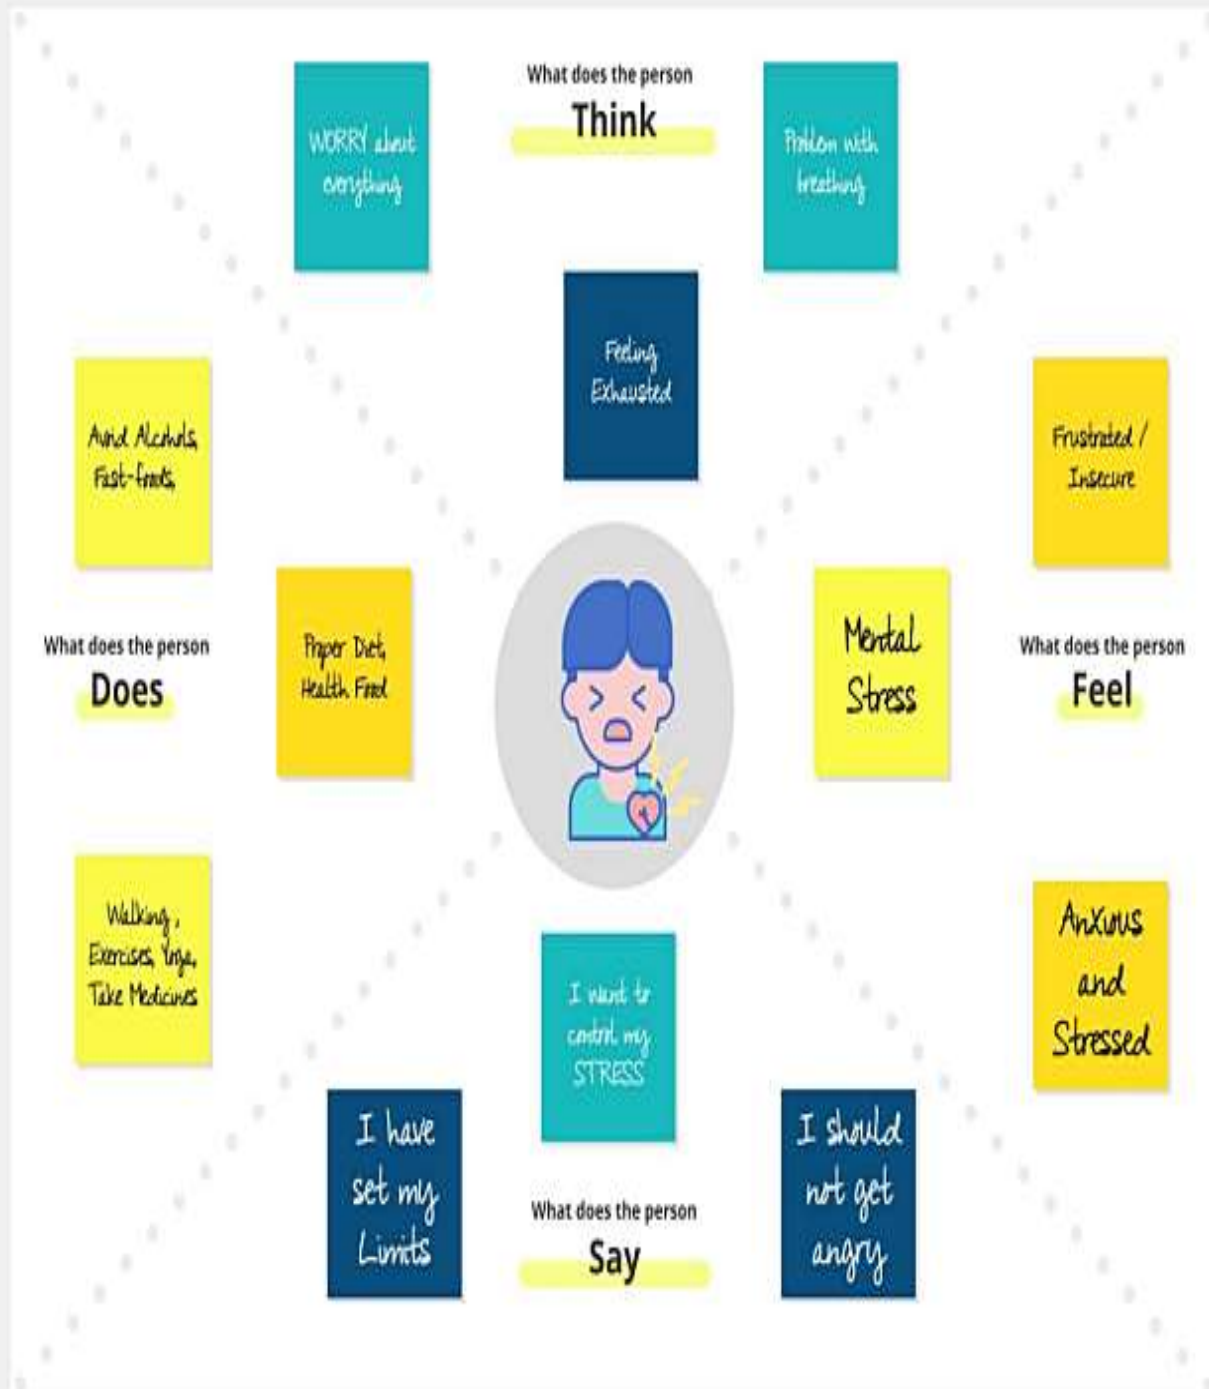 What does the person
Think
WORRY about
everything
Problem with
breathing
Feeling
Exhausted
Avoid Alcohols,
Fast-foods,
Proper Diet,
Health Food
What does the person
Does
Walking,
Exercises, Yoga,
Take Medicines
Frustrated /
Insecure
Mental
Stress
What does the person
Feel
Anxious
and
Stressed
I want to
control my
STRESS
I have
set my
Limits
I should
not get
angry
What does the person
Say